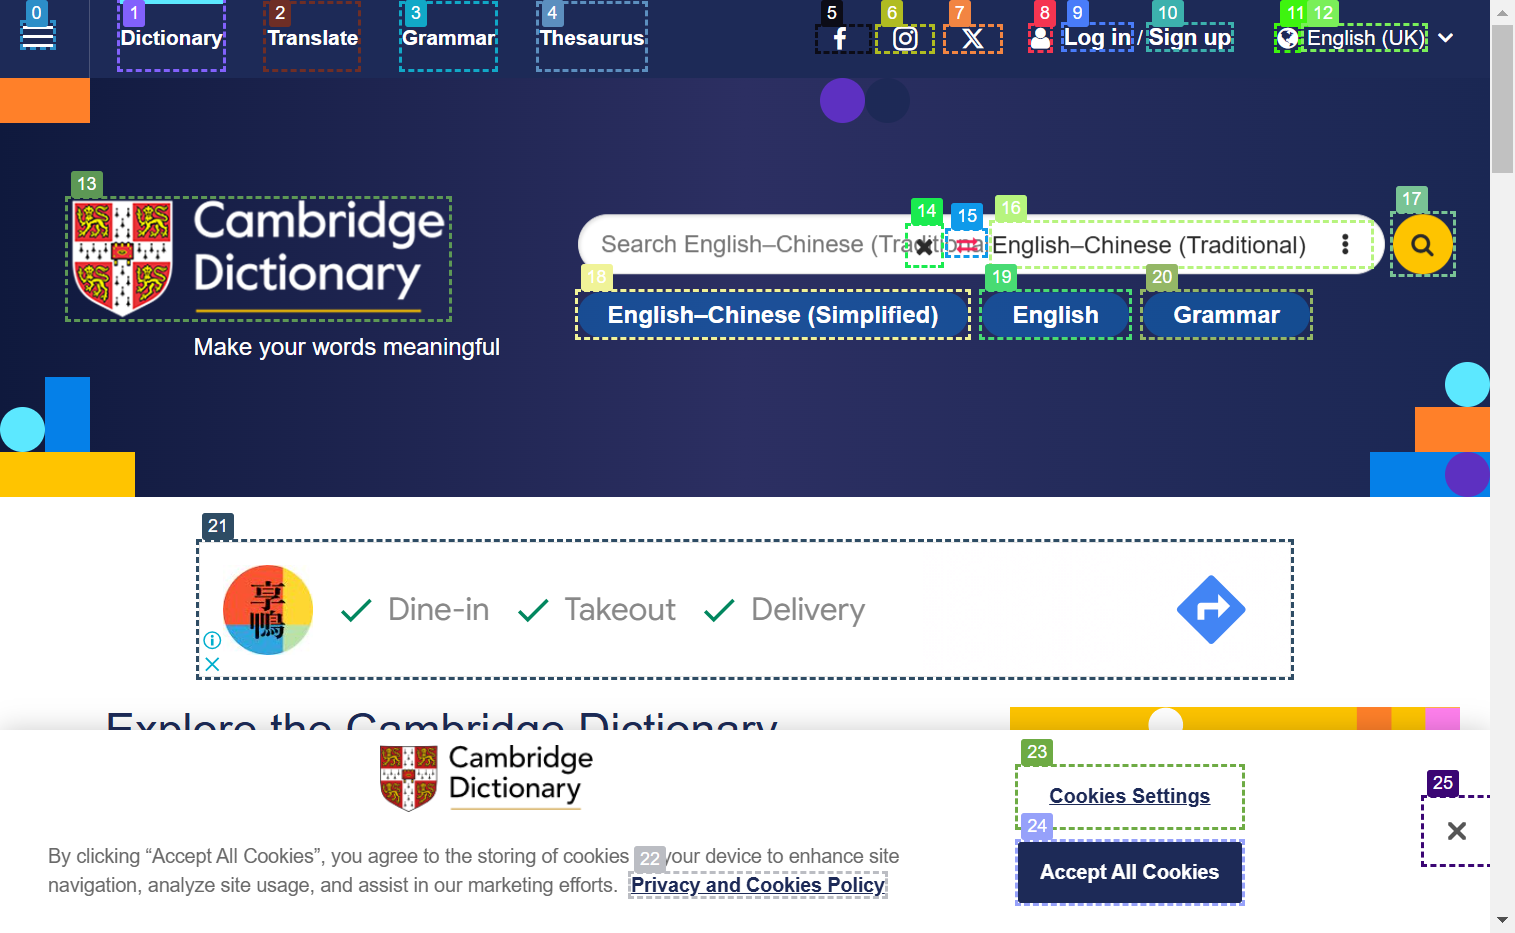 0 1 2 3 4 5 6 7 8 9 10 11 12
Dictionary Translate Grammar Thesaurus Log in / Sign up English (UK)
13 14 15 16 17
Cambridge
Dictionary
Make your words meaningful
Search English–Chinese (Traditional) English–Chinese (Traditional)
18 19 20
English–Chinese (Simplified) English Grammar
21
享鴨 Dine-in Takeout Delivery
Explore the Cambridge Dictionary
Cambridge
Dictionary
23
Cookies Settings
24 25
Accept All Cookies
By clicking “Accept All Cookies”, you agree to the storing of cookies 22 your device to enhance site
navigation, analyze site usage, and assist in our marketing efforts. Privacy and Cookies Policy